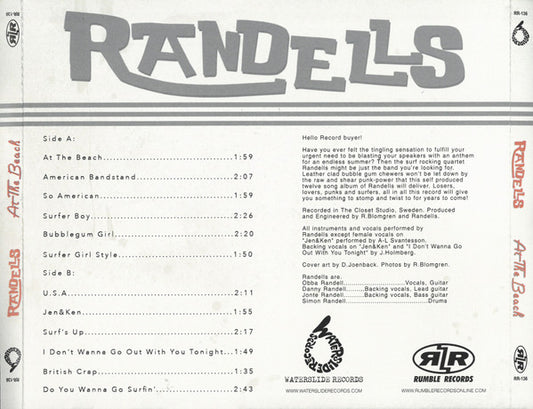 RANDELLS
Side A:
At The Beach..........................1:59
American Bandstand..........................2:07
So American..........................1:59
Surfer Boy..........................2:26
Bubblegum Girl..........................2:20
Surfer Girl Style..........................1:50
Side B:
U.S.A..........................2:11
Jen&Ken..........................1:55
Surf's Up..........................2:17
I Don't Wanna Go Out With You Tonight....1:49
British Crap..........................1:35
Do You Wanna Go Surfin'..........................2:43
Hello Record buyer!
Have you ever felt the tingling sensation to fulfill your
urgent need to be blasting your speakers with an anthem
for an endless summer? Then the surf rocking quartet
Randells might be just the band you're looking for.
Leather clad bubble gum chewers won't be let down by
the raw and shear punk-power that this self produced
twelve song album of Randells will deliver. Losers,
lovers, punks and surfers, all in all this record will give
you something to stomp and twist to for years to come!
Recorded in The Closet Studio, Sweden. Produced
and Engineered by R.Blomgren and Randells.
All instruments and vocals performed by
Randells except female vocals on
"Jen&Ken" performed by A-L Svantesson.
Backing vocals on "Jen&Ken" and "I Don't Wanna Go
Out With You Tonight" by J.Holmberg.
Cover art by D.Joenback. Photos by R.Blomgren.
Randells are.
Obba Randell....................Vocals, Guitar
Danny Randell.........Backing vocals, Lead guitar
Jonte Randell..........Backing vocals, Bass guitar
Simon Randell..........................Drums
WATERSLIDE RECORDS
WATERSLIDE RECORDS
WWW.WATERSLIDERECORDS.COM
RLR
RUMBLE RECORDS
WWW.RUMBLERECORDSONLINE.COM
RR-136
RANDELLS
At The Beach
RLR
RR-136
RLR
At The Beach
RANDELLS
RR-136